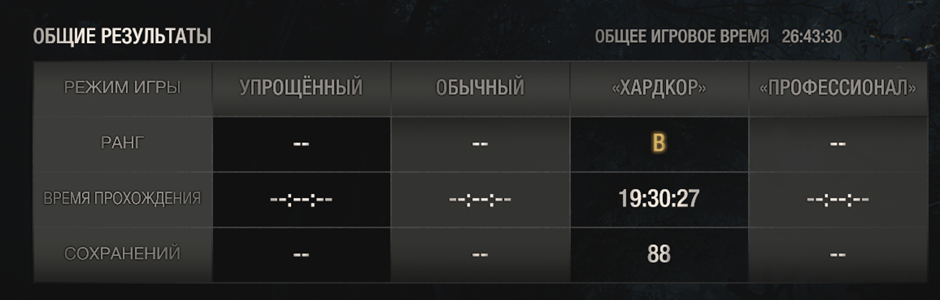 ОБЩИЕ РЕЗУЛЬТАТЫ ОБЩЕЕ ИГРОВОЕ ВРЕМЯ 26:43:30
РЕЖИМ ИГРЫ УПРОЩЁННЫЙ ОБЫЧНЫЙ «ХАРДКОР» «ПРОФЕССИОНАЛ»
РАНГ -- -- B --
ВРЕМЯ ПРОХОЖДЕНИЯ --:--:-- --:--:-- 19:30:27 --:--:--
СОХРАНЕНИЙ -- -- 88 --